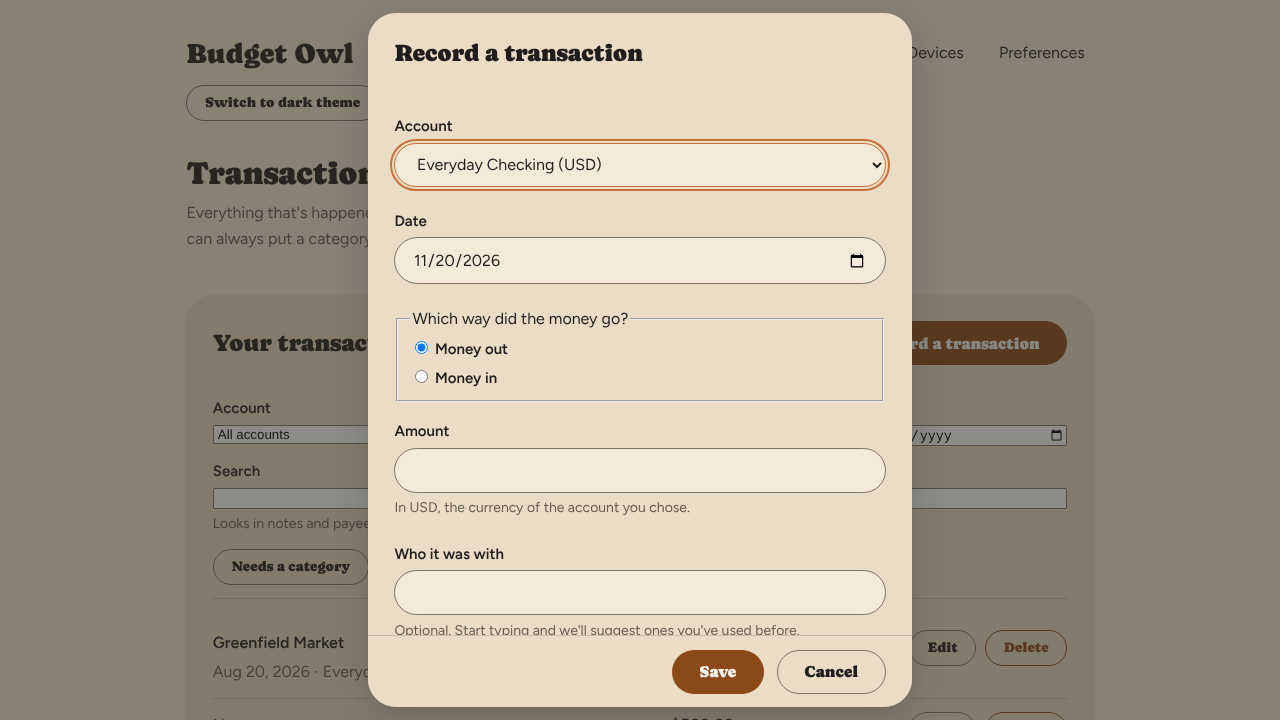 Budget Owl
Devices
Preferences
Switch to dark theme
Transaction
Everything that's happene
can always put a category
Your transac
rd a transaction
Account
All accounts
/yyyy
Search
Looks in notes and payee
Needs a category
Greenfield Market
Aug 20, 2026 · Everyd
Edit
Delete
Record a transaction
Account
Everyday Checking (USD)
Date
11/20/2026
Which way did the money go?
Money out
Money in
Amount
In USD, the currency of the account you chose.
Who it was with
Optional. Start typing and we'll suggest ones you've used before.
Save
Cancel